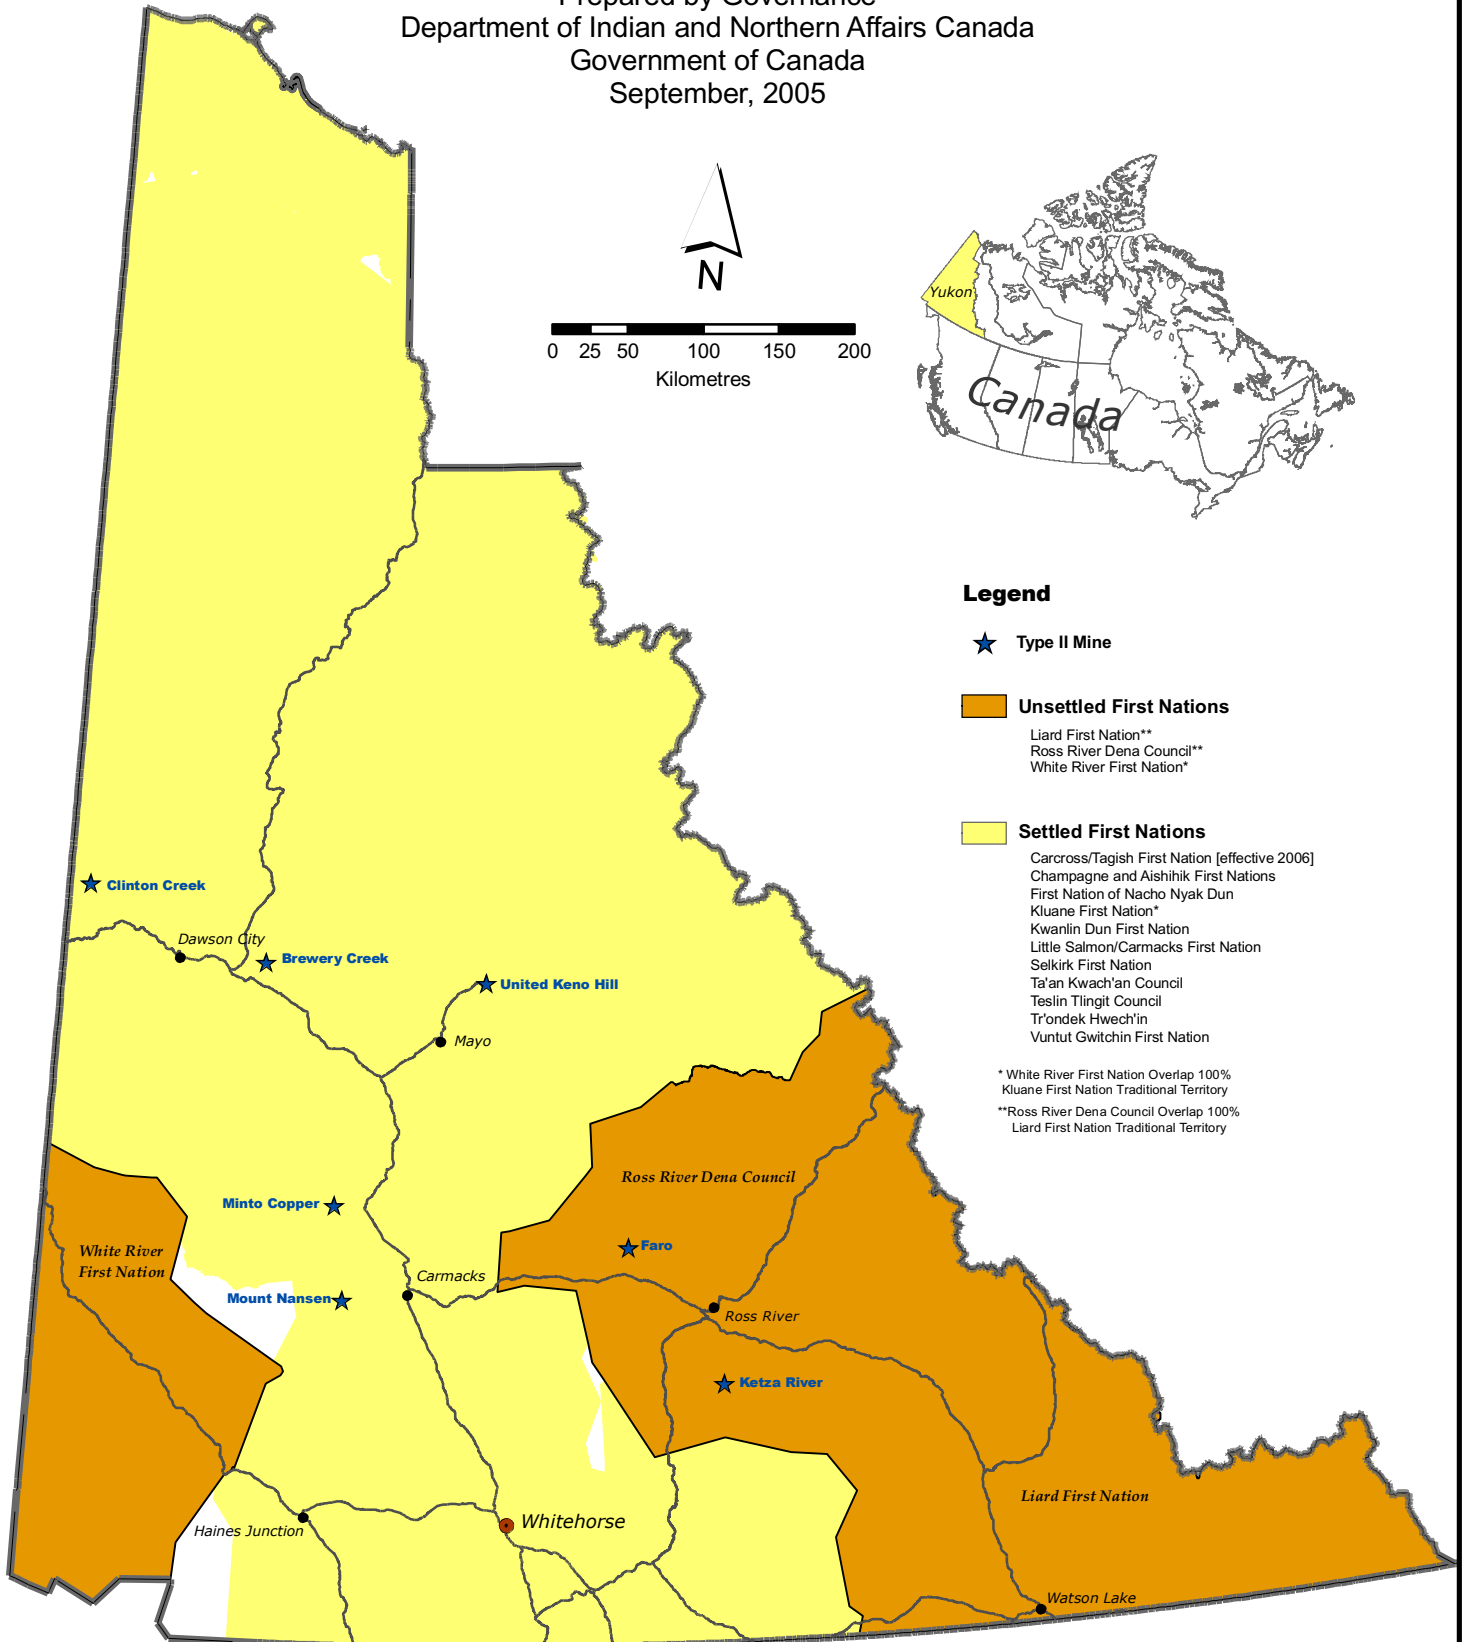 Prepared by Governance
Department of Indian and Northern Affairs Canada
Government of Canada
September, 2005
N
0 25 50 100 150 200
Kilometres
Yukon
Canada
Legend
Type II Mine
Unsettled First Nations
Liard First Nation**
Ross River Dena Council**
White River First Nation*
Settled First Nations
Carcross/Tagish First Nation [effective 2006]
Champagne and Aishihik First Nations
First Nation of Nacho Nyak Dun
Kluane First Nation*
Kwanlin Dun First Nation
Little Salmon/Carmacks First Nation
Selkirk First Nation
Ta'an Kwach'an Council
Teslin Tlingit Council
Tr'ondek Hwech'in
Vuntut Gwitchin First Nation
* White River First Nation Overlap 100%
Kluane First Nation Traditional Territory
**Ross River Dena Council Overlap 100%
Liard First Nation Traditional Territory
Clinton Creek
Dawson City
Brewery Creek
United Keno Hill
Mayo
Ross River Dena Council
Minto Copper
White River
First Nation
Faro
Carmacks
Mount Nansen
Ross River
Ketza River
Liard First Nation
Whitehorse
Haines Junction
Watson Lake